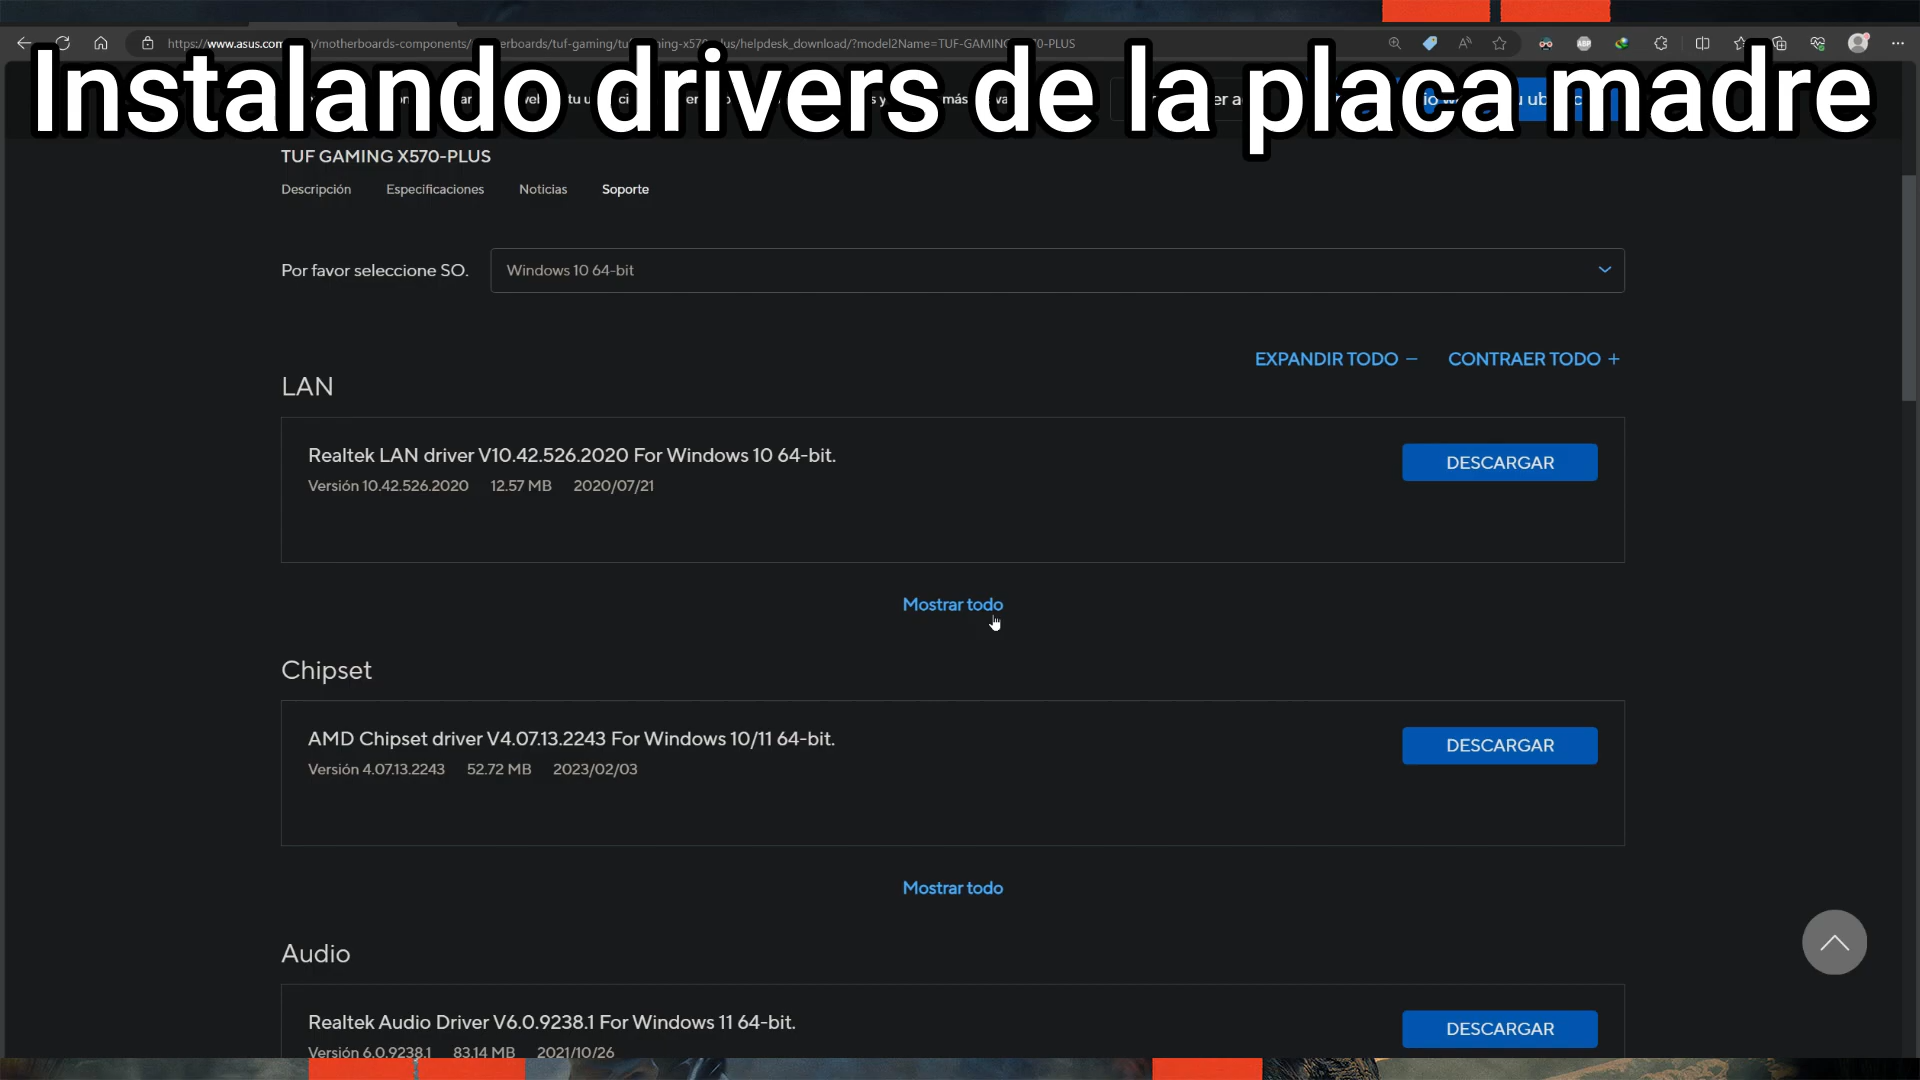 Instalando drivers de la placa madre
TUF GAMING X570-PLUS
Descripción Especificaciones Noticias Soporte
Por favor seleccione SO. Windows 10 64-bit
EXPANDIR TODO − CONTRAER TODO +
LAN
Realtek LAN driver V10.42.526.2020 For Windows 10 64-bit.
DESCARGAR
Versión 10.42.526.2020 12.57 MB 2020/07/21
Mostrar todo
Chipset
AMD Chipset driver V4.07.13.2243 For Windows 10/11 64-bit.
DESCARGAR
Versión 4.07.13.2243 52.72 MB 2023/02/03
Mostrar todo
Audio
Realtek Audio Driver V6.0.9238.1 For Windows 11 64-bit.
DESCARGAR
Versión 6.0.9238.1 83.14 MB 2021/10/26